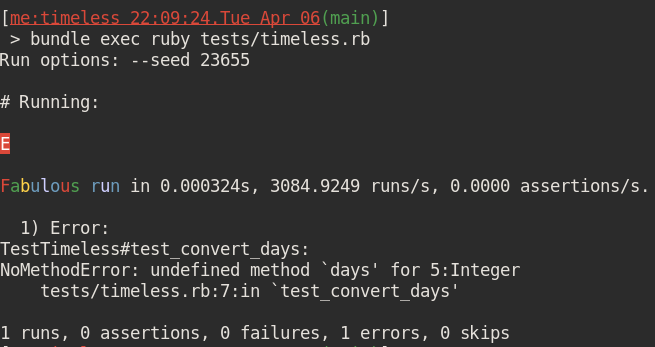 [me:timeless 22:09:24.Tue Apr 06(main)]
 > bundle exec ruby tests/timeless.rb
Run options: --seed 23655
# Running:
E
Fabulous run in 0.000324s, 3084.9249 runs/s, 0.0000 assertions/s.
  1) Error:
TestTimeless#test_convert_days:
NoMethodError: undefined method `days' for 5:Integer
    tests/timeless.rb:7:in `test_convert_days'
1 runs, 0 assertions, 0 failures, 1 errors, 0 skips